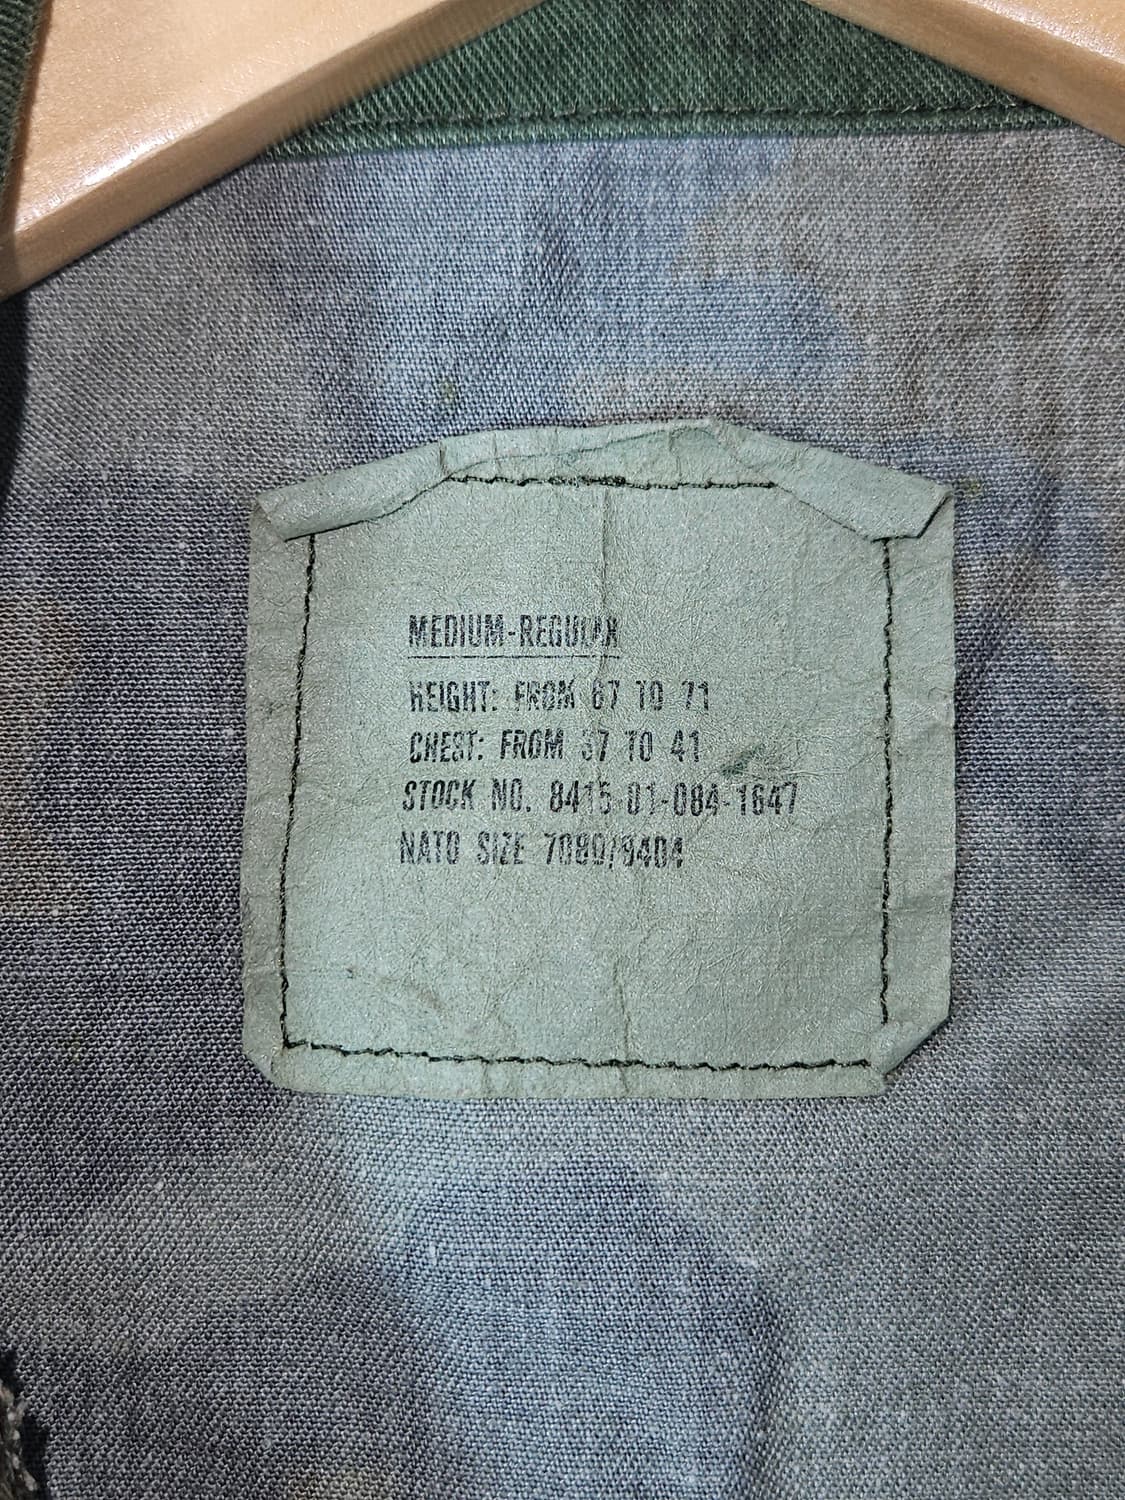 MEDIUM-REGULAR
HEIGHT: FROM 67 TO 71
CHEST: FROM 37 TO 41
STOCK NO. 8415-01-084-1647
NATO SIZE 7080/9404